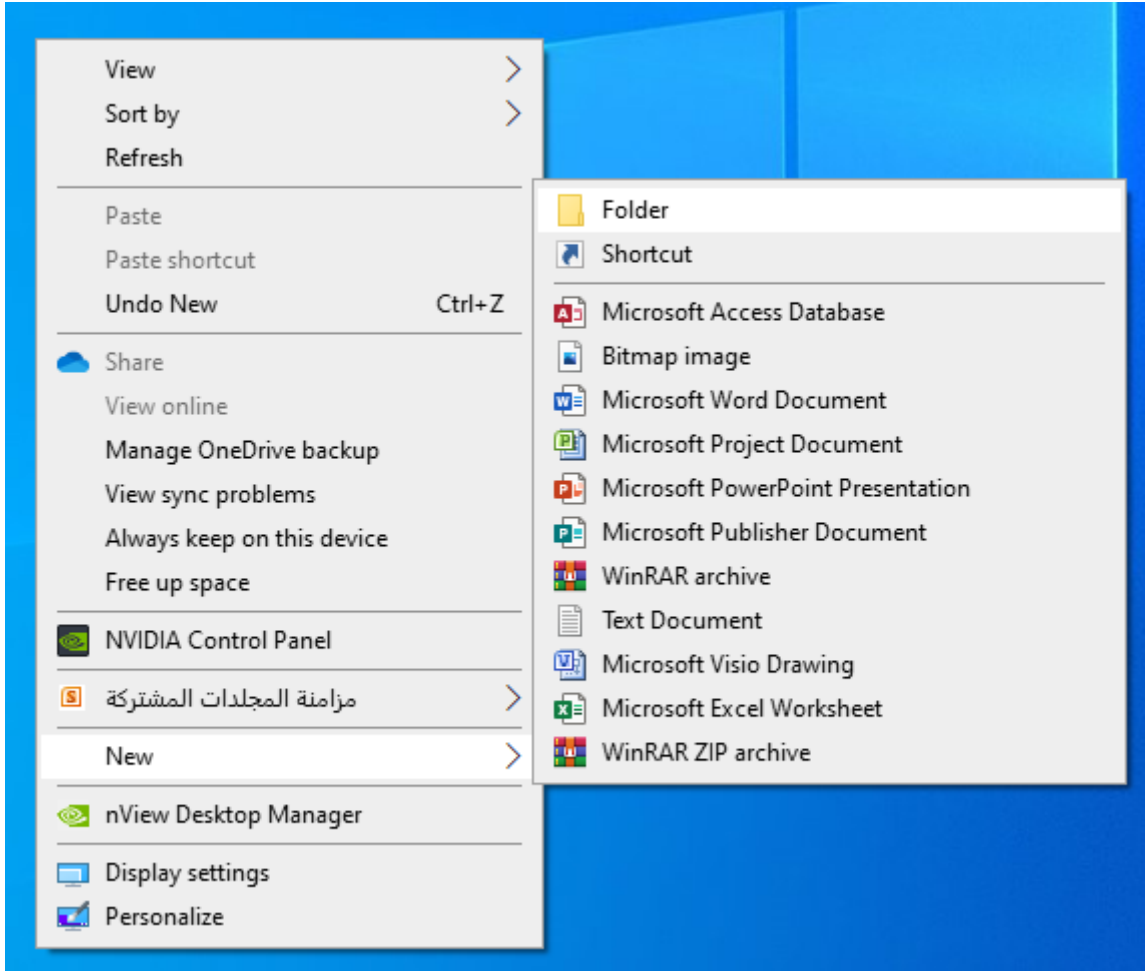 View
Sort by
Refresh
Paste
Paste shortcut
Undo New Ctrl+Z
Share
View online
Manage OneDrive backup
View sync problems
Always keep on this device
Free up space
NVIDIA Control Panel
مزامنة المجلدات المشتركة
New
nView Desktop Manager
Display settings
Personalize
Folder
Shortcut
Microsoft Access Database
Bitmap image
Microsoft Word Document
Microsoft Project Document
Microsoft PowerPoint Presentation
Microsoft Publisher Document
WinRAR archive
Text Document
Microsoft Visio Drawing
Microsoft Excel Worksheet
WinRAR ZIP archive